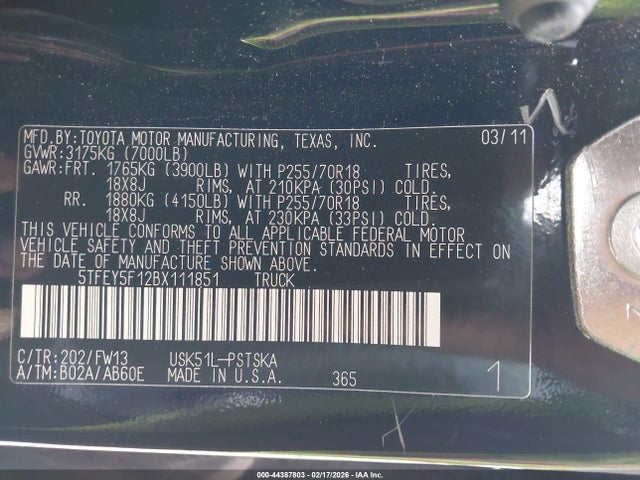 MFD.BY:TOYOTA MOTOR MANUFACTURING, TEXAS, INC. 03/11
GVWR:3175KG (7000LB)
GAWR:FRT. 1765KG (3900LB) WITH P255/70R18 TIRES,
18X8J RIMS, AT 210KPA (30PSI) COLD.
RR. 1880KG (4150LB) WITH P255/70R18 TIRES,
18X8J RIMS, AT 230KPA (33PSI) COLD.
THIS VEHICLE CONFORMS TO ALL APPLICABLE FEDERAL MOTOR
VEHICLE SAFETY AND THEFT PREVENTION STANDARDS IN EFFECT ON
THE DATE OF MANUFACTURE SHOWN ABOVE.
5TFEY5F12BX111851 TRUCK
C/TR:202/FW13 USK51L-PSTSKA
A/TM:B02A/AB60E MADE IN U.S.A. 365 1
000-44387803 - 02/17/2026 - IAA Inc.